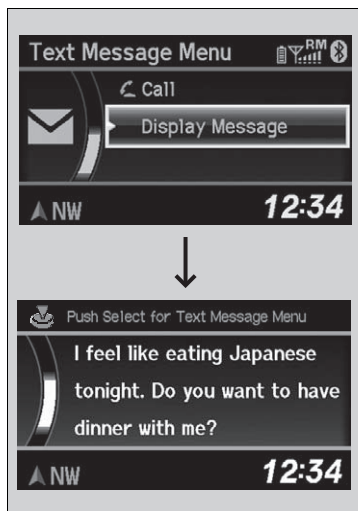 Text Message Menu
RM
Call
Display Message
NW
12:34
Push Select for Text Message Menu
I feel like eating Japanese
tonight. Do you want to have
dinner with me?
NW
12:34